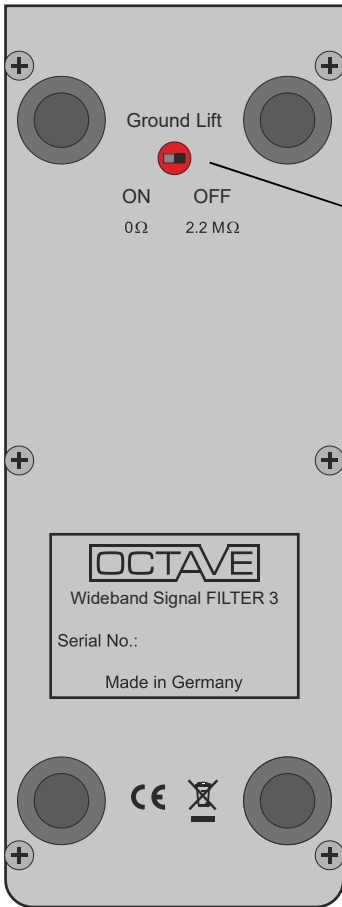 Ground Lift
ON OFF
0Ω 2.2 MΩ
OCTAVE
Wideband Signal FILTER 3
Serial No.:
Made in Germany
CE